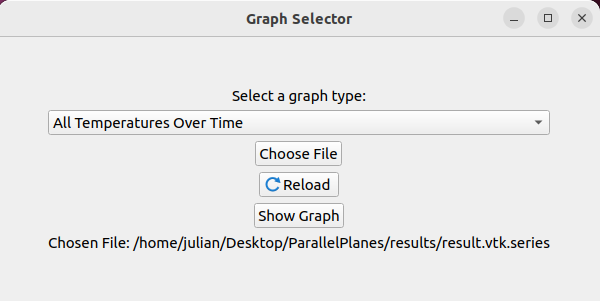 Graph Selector
Select a graph type:
All Temperatures Over Time
Choose File
Reload
Show Graph
Chosen File: /home/julian/Desktop/ParallelPlanes/results/result.vtk.series